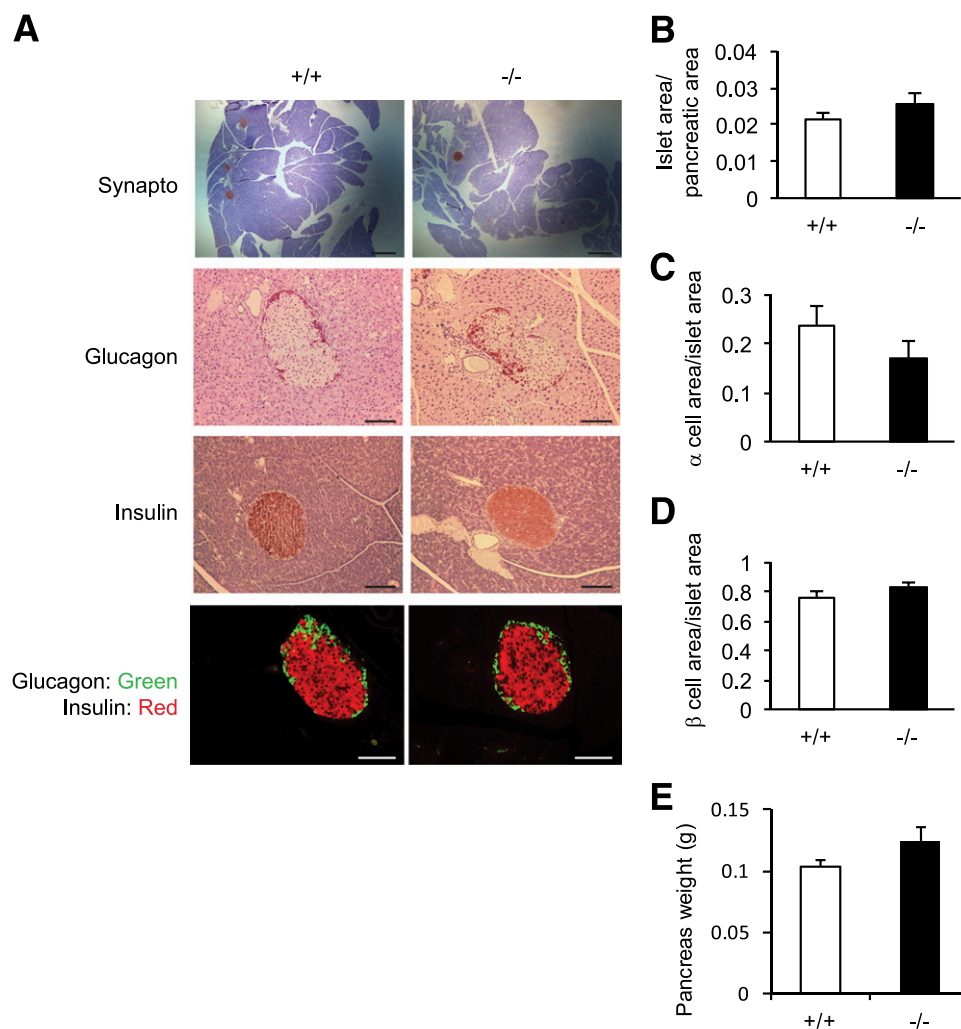 A
+/+
-/-
Synapto
Glucagon
Insulin
Glucagon: Green
Insulin: Red
B
Islet area/
pancreatic area
0.04
0.03
0.02
0.01
0
+/+
-/-
C
α cell area/islet area
0.3
0.2
0.1
0
+/+
-/-
D
β cell area/islet area
1
0.8
0.6
0.4
0.2
0
+/+
-/-
E
Pancreas weight (g)
0.15
0.1
0.05
0
+/+
-/-